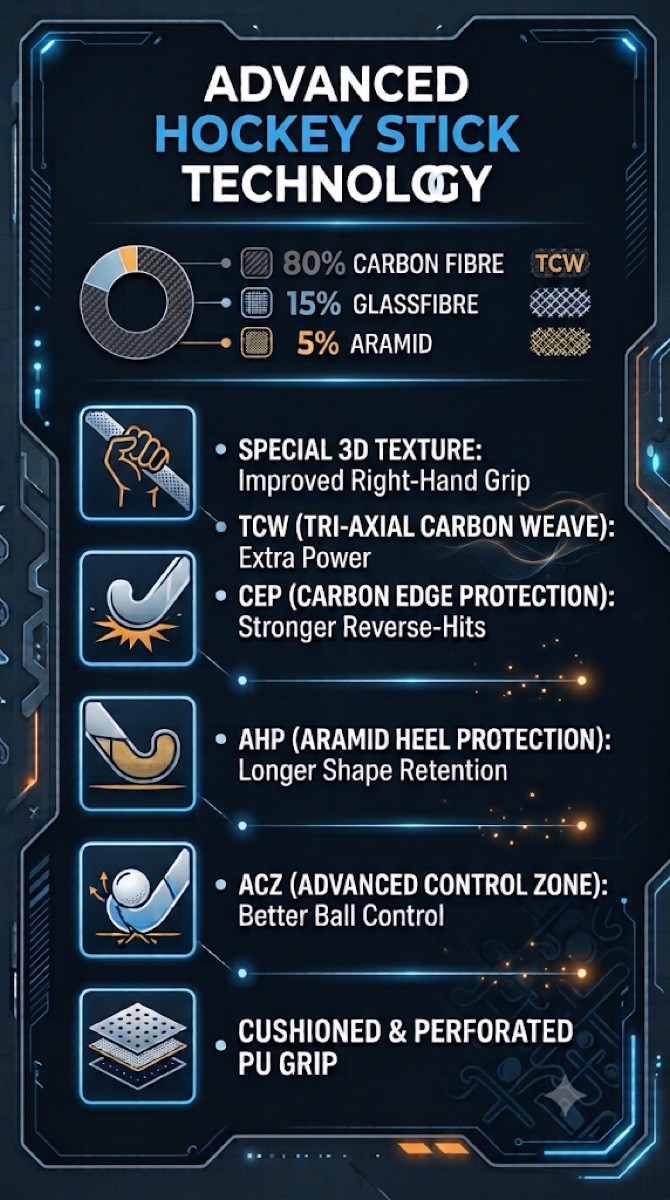 ADVANCED
HOCKEY STICK
TECHNOLOGY
80% CARBON FIBRE TCW
15% GLASSFIBRE
5% ARAMID
• SPECIAL 3D TEXTURE:
Improved Right-Hand Grip
• TCW (TRI-AXIAL CARBON WEAVE):
Extra Power
• CEP (CARBON EDGE PROTECTION):
Stronger Reverse-Hits
• AHP (ARAMID HEEL PROTECTION):
Longer Shape Retention
• ACZ (ADVANCED CONTROL ZONE):
Better Ball Control
• CUSHIONED & PERFORATED
PU GRIP